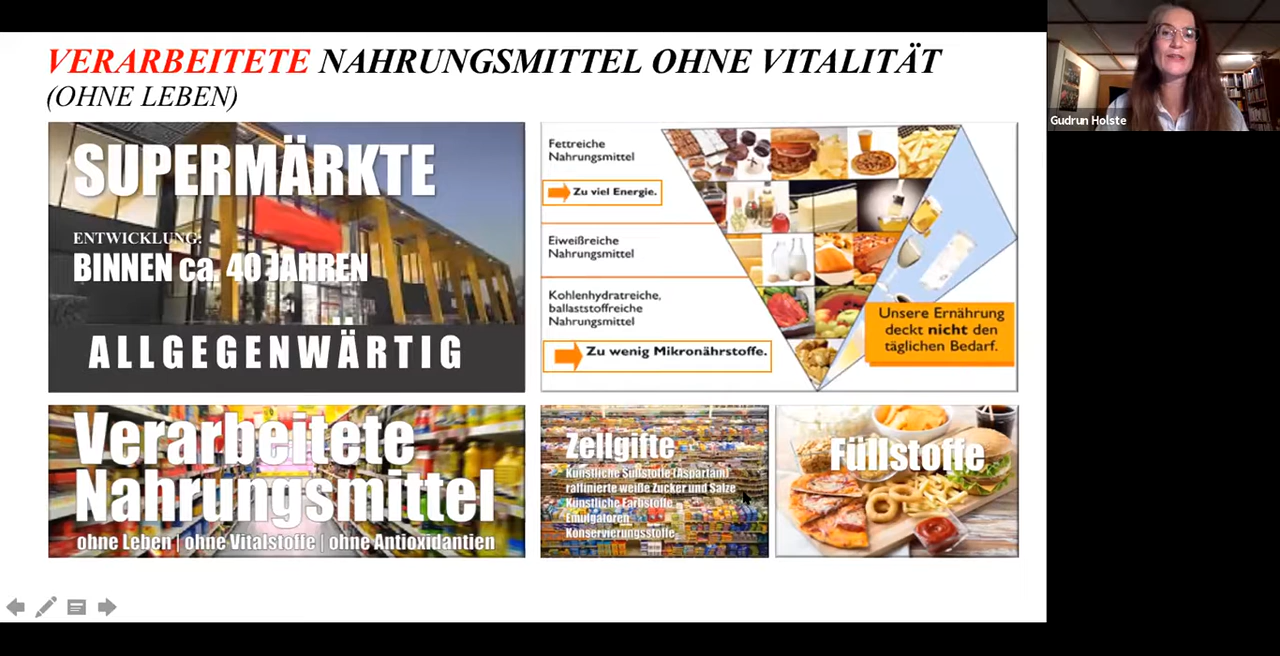 VERARBEITETE NAHRUNGSMITTEL OHNE VITALITÄT
(OHNE LEBEN)
SUPERMÄRKTE
ENTWICKLUNG:
BINNEN ca. 40 JAHREN
ALLGEGENWÄRTIG
Fettreiche
Nahrungsmittel
Zu viel Energie.
Eiweißreiche
Nahrungsmittel
Kohlenhydratreiche,
ballaststoffreiche
Nahrungsmittel
Zu wenig Mikronährstoffe.
Unsere Ernährung
deckt nicht den
täglichen Bedarf.
Verarbeitete
Nahrungsmittel
ohne Leben | ohne Vitalstoffe | ohne Antioxidantien
Zellgifte
Künstliche Süßstoffe (Aspartam)
raffinierte weiße Zucker und Salze
Künstliche Farbstoffe
Emulgatoren
Konservierungsstoffe
Füllstoffe
Gudrun Holste